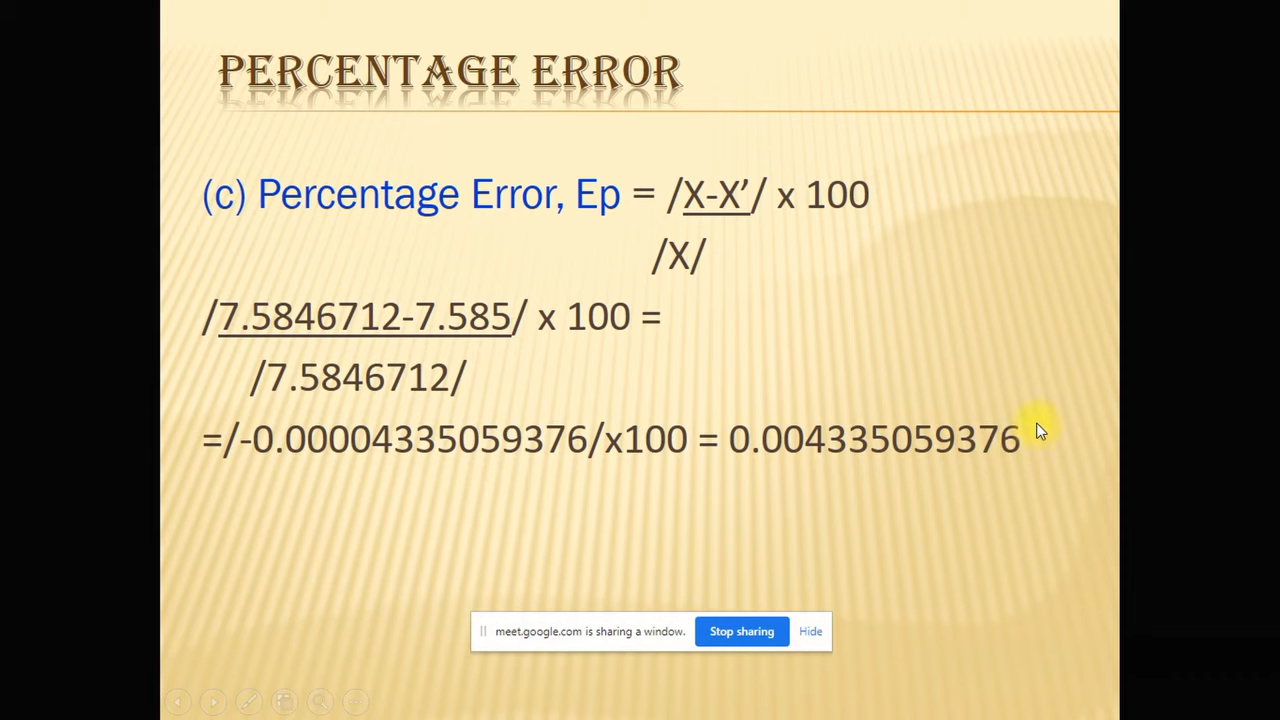 PERCENTAGE ERROR
(c) Percentage Error, Ep = /X-X'/ x 100
/X/
/7.5846712-7.585/ x 100 =
/7.5846712/
=/-0.00004335059376/x100 = 0.004335059376
meet.google.com is sharing a window. Stop sharing Hide